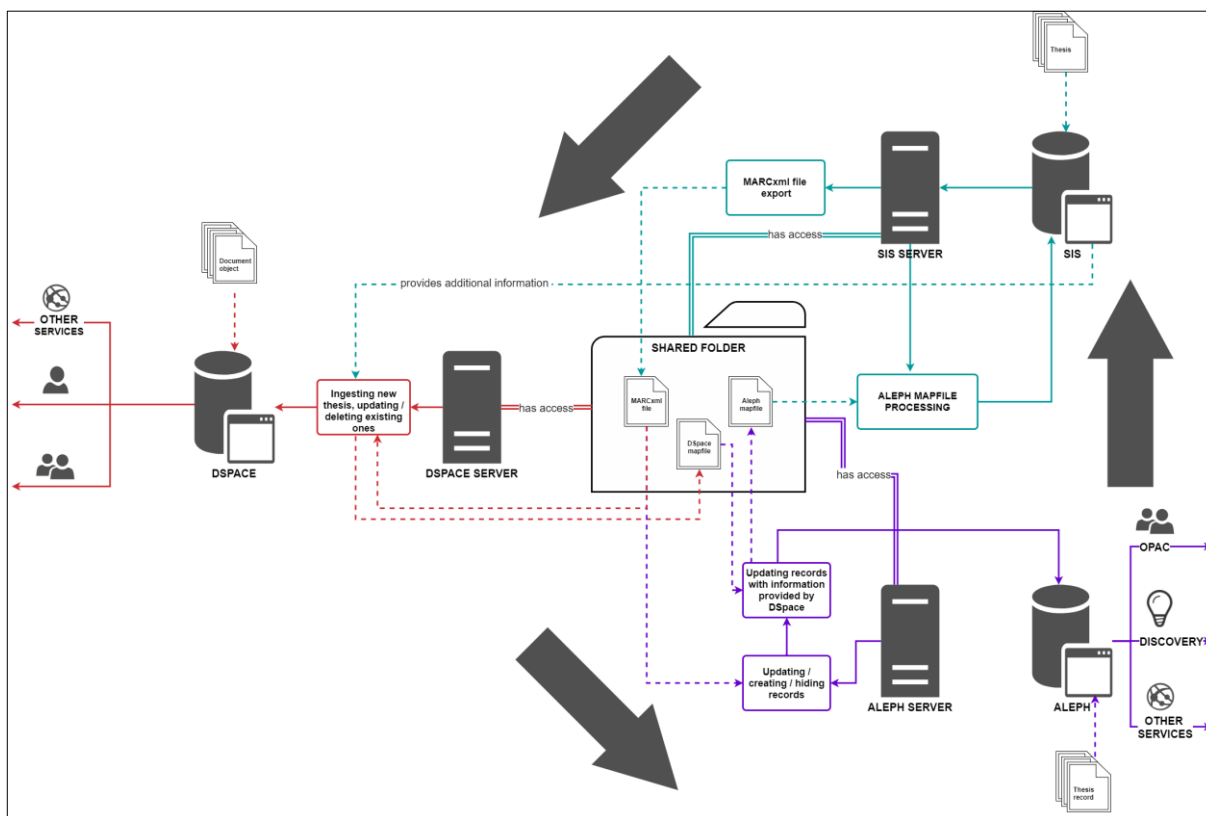 Thesis
MARCxml file
export
has access
SIS SERVER
SIS
Document
object
provides additional information
OTHER
SERVICES
SHARED FOLDER
Ingesting new
thesis, updating /
deleting existing
ones
has access
MARCxml
file
Aleph
mapfile
ALEPH MAPFILE
PROCESSING
DSpace
mapfile
DSPACE
DSPACE SERVER
has access
OPAC
Updating records
with information
provided by
DSpace
DISCOVERY
Updating /
creating / hiding
records
ALEPH SERVER
ALEPH
OTHER
SERVICES
Thesis
record